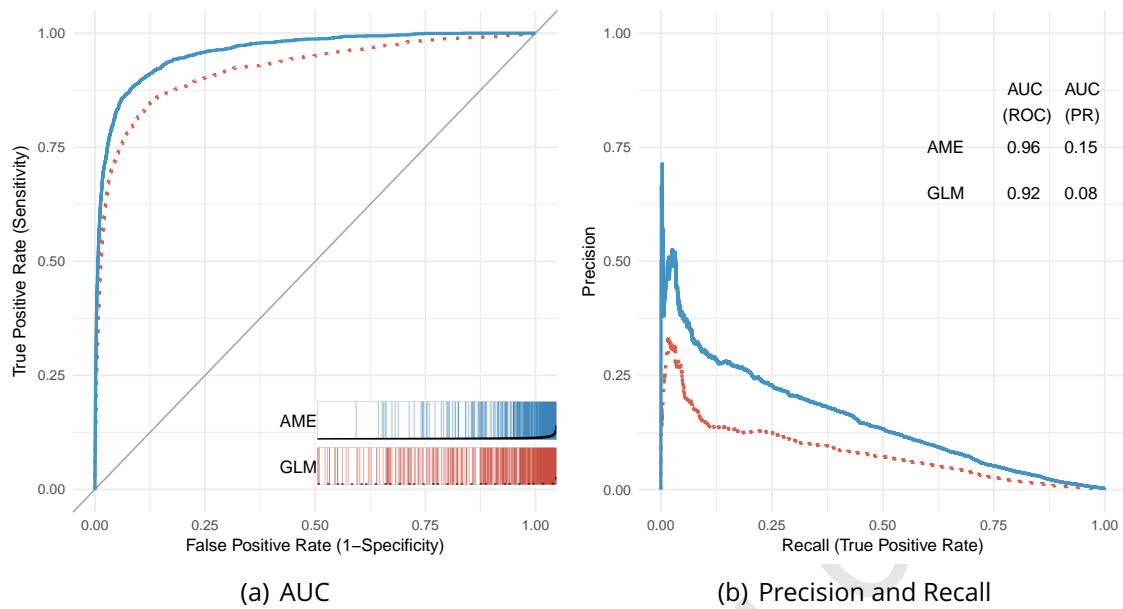 1.00
0.75
0.50
0.25
0.00
True Positive Rate (Sensitivity)
AME
GLM
0.00 0.25 0.50 0.75 1.00
False Positive Rate (1−Specificity)
(a) AUC
1.00
0.75
0.50
0.25
0.00
Precision
AUC AUC
(ROC) (PR)
AME 0.96 0.15
GLM 0.92 0.08
0.00 0.25 0.50 0.75 1.00
Recall (True Positive Rate)
(b) Precision and Recall